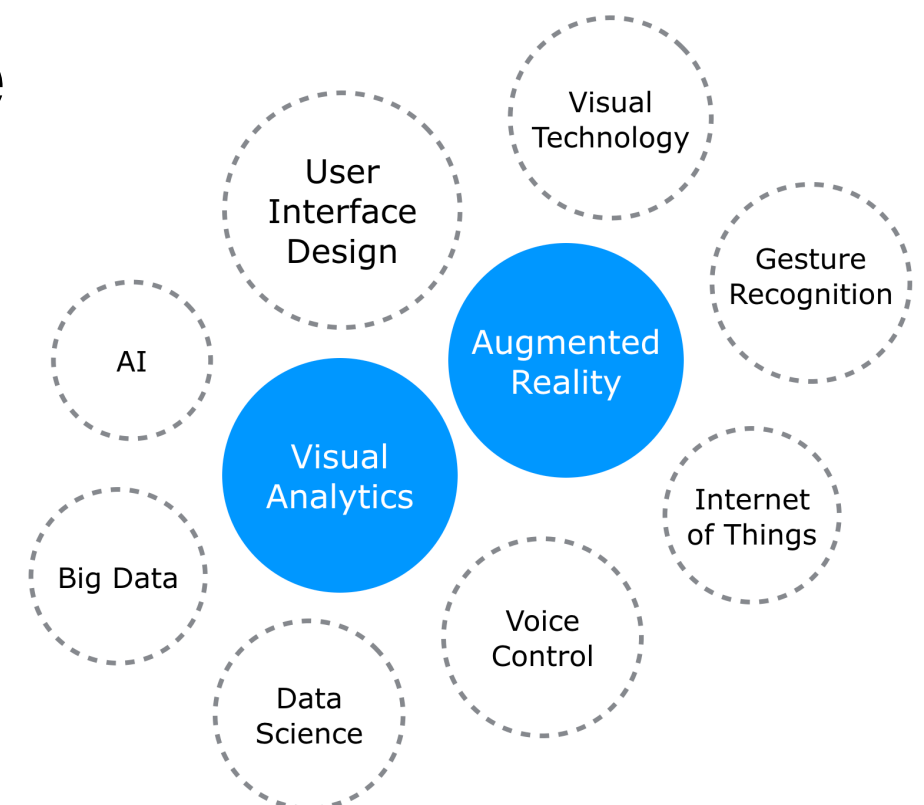 e
Visual
Technology
User
Interface
Design
Gesture
Recognition
Augmented
Reality
AI
Visual
Analytics
Internet
of Things
Big Data
Voice
Control
Data
Science